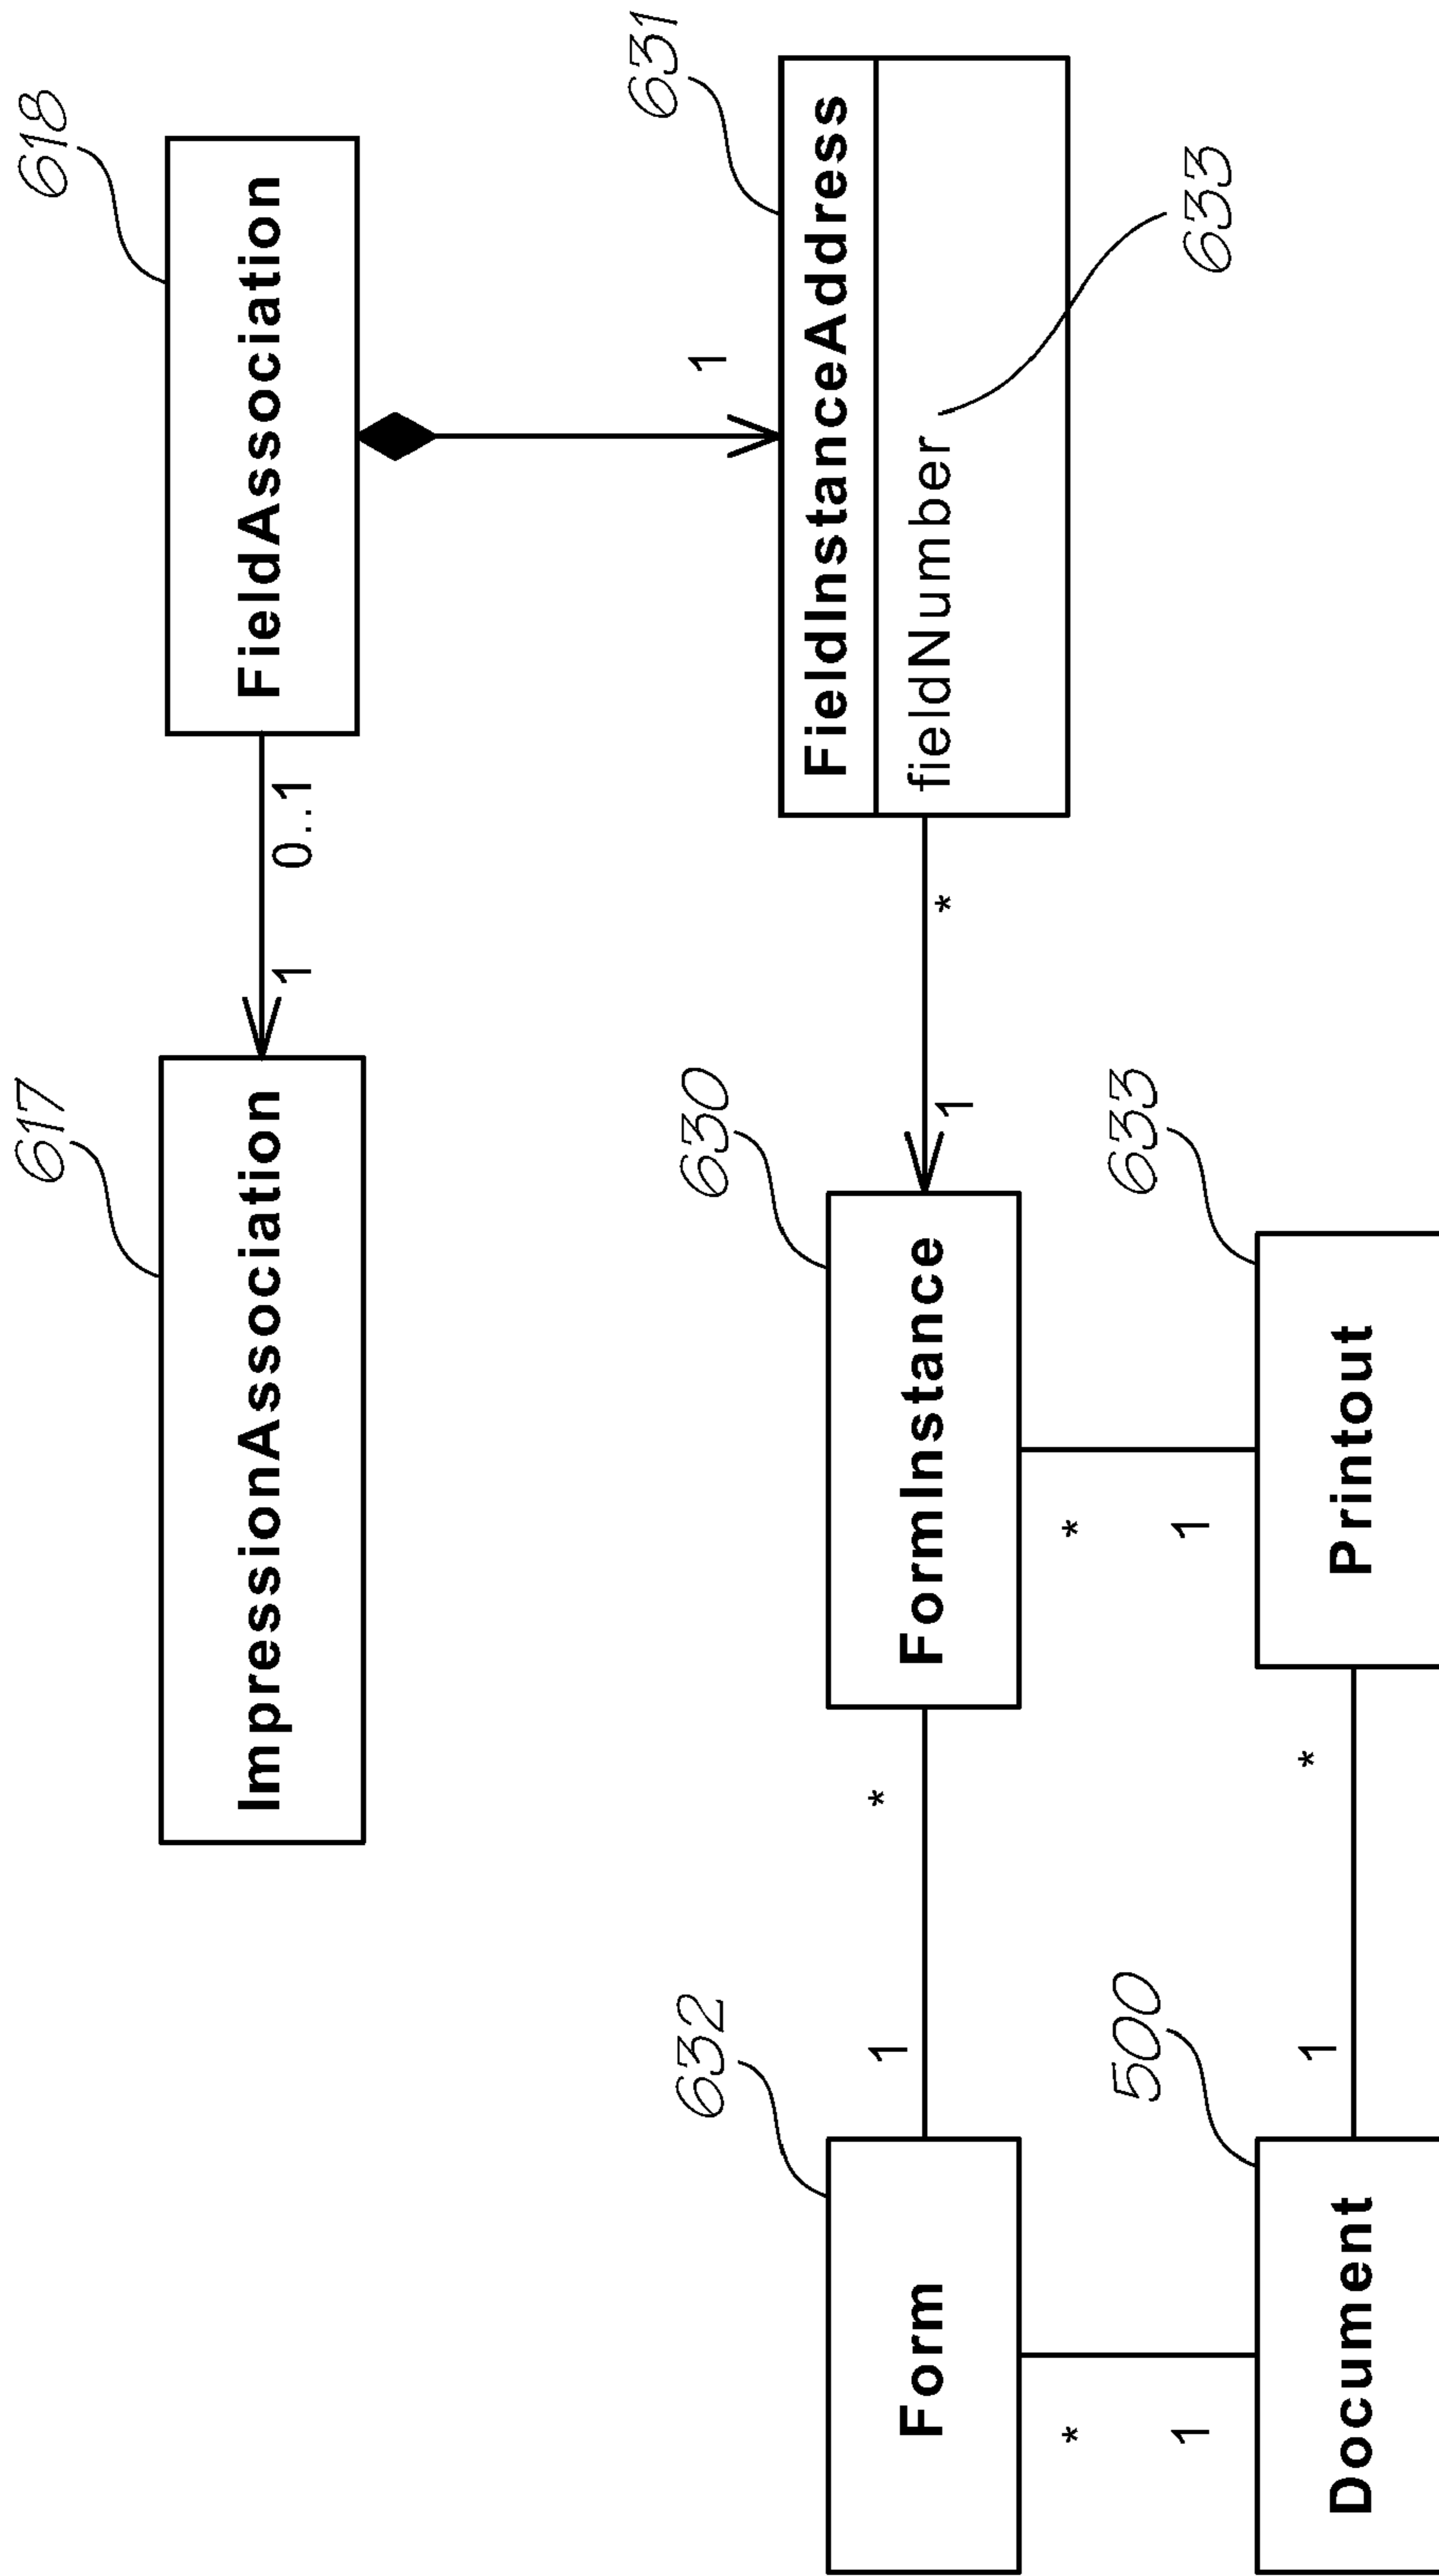 617 618
ImpressionAssociation 1 0..1 FieldAssociation
632 630 1 631
FieldInstanceAddress
1 *
Form FormInstance 1 * fieldNumber
* *
500 633
1 1 633
1 *
Document Printout